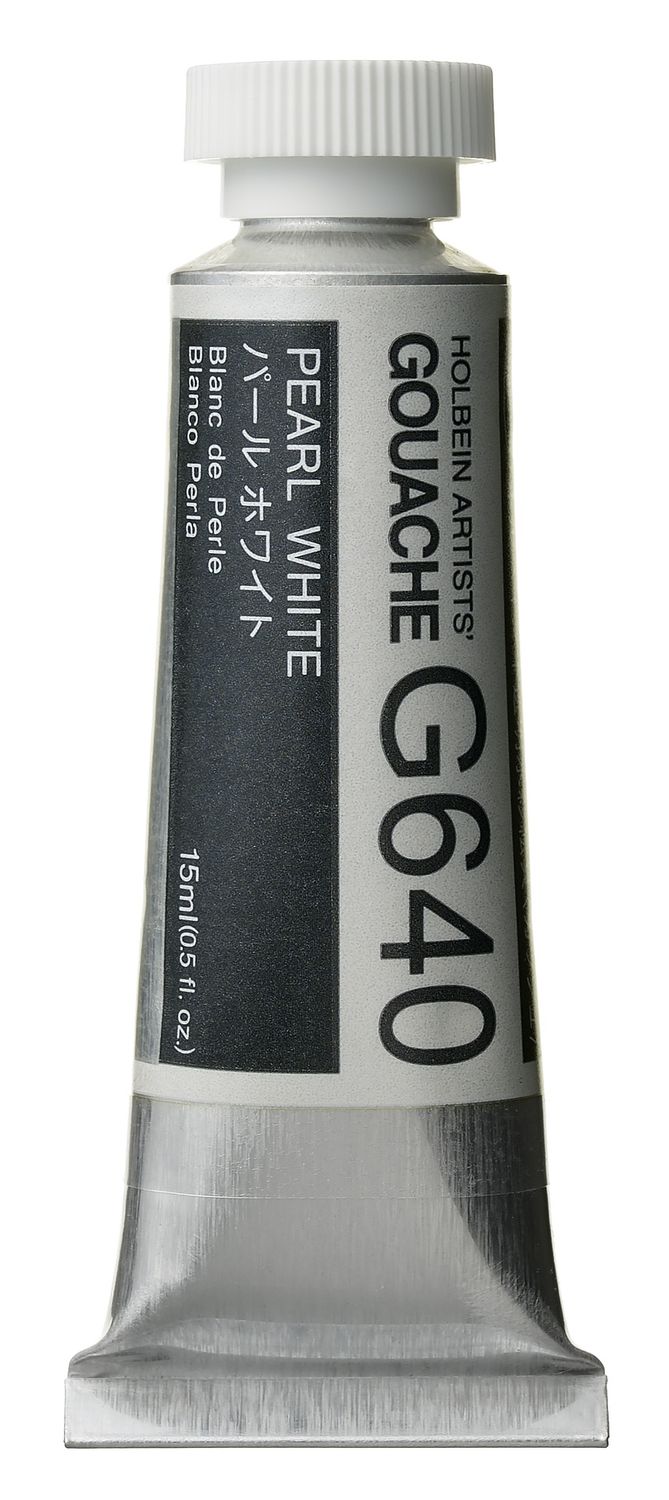 HOLBEIN ARTISTS'
GOUACHE G640
PEARL WHITE
パール ホワイト
Blanc de Perle
Blanco Perla
15ml(0.5 fl. oz.)